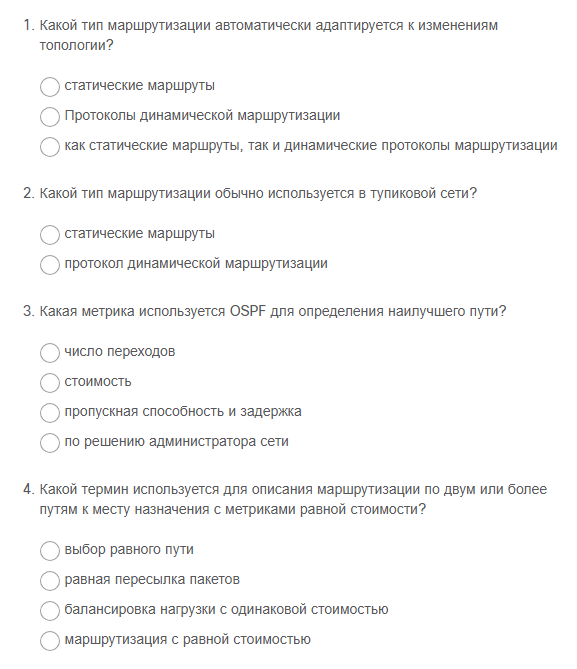 1. Какой тип маршрутизации автоматически адаптируется к изменениям
топологии?
статические маршруты
Протоколы динамической маршрутизации
как статические маршруты, так и динамические протоколы маршрутизации
2. Какой тип маршрутизации обычно используется в тупиковой сети?
статические маршруты
протокол динамической маршрутизации
3. Какая метрика используется OSPF для определения наилучшего пути?
число переходов
стоимость
пропускная способность и задержка
по решению администратора сети
4. Какой термин используется для описания маршрутизации по двум или более
путям к месту назначения с метриками равной стоимости?
выбор равного пути
равная пересылка пакетов
балансировка нагрузки с одинаковой стоимостью
маршрутизация с равной стоимостью